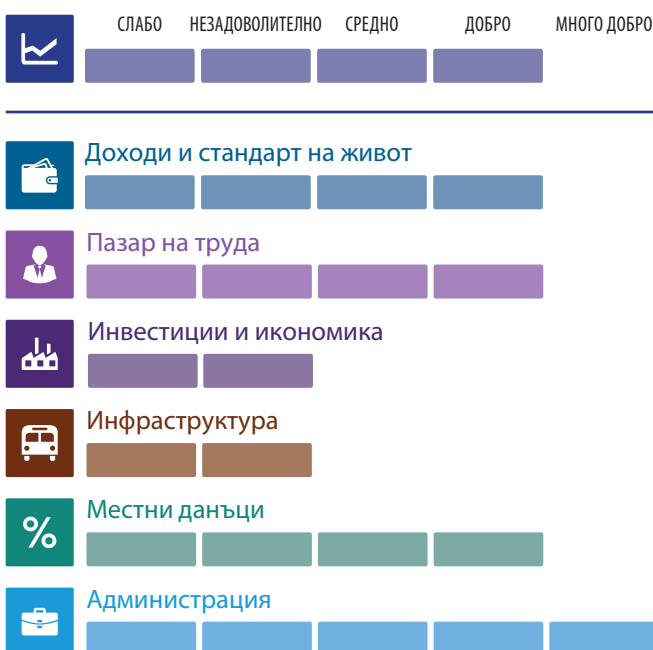 СЛАБО НЕЗАДОВОЛИТЕЛНО СРЕДНО ДОБРО МНОГО ДОБРО
Доходи и стандарт на живот
Пазар на труда
Инвестиции и икономика
Инфраструктура
Местни данъци
%
Администрация